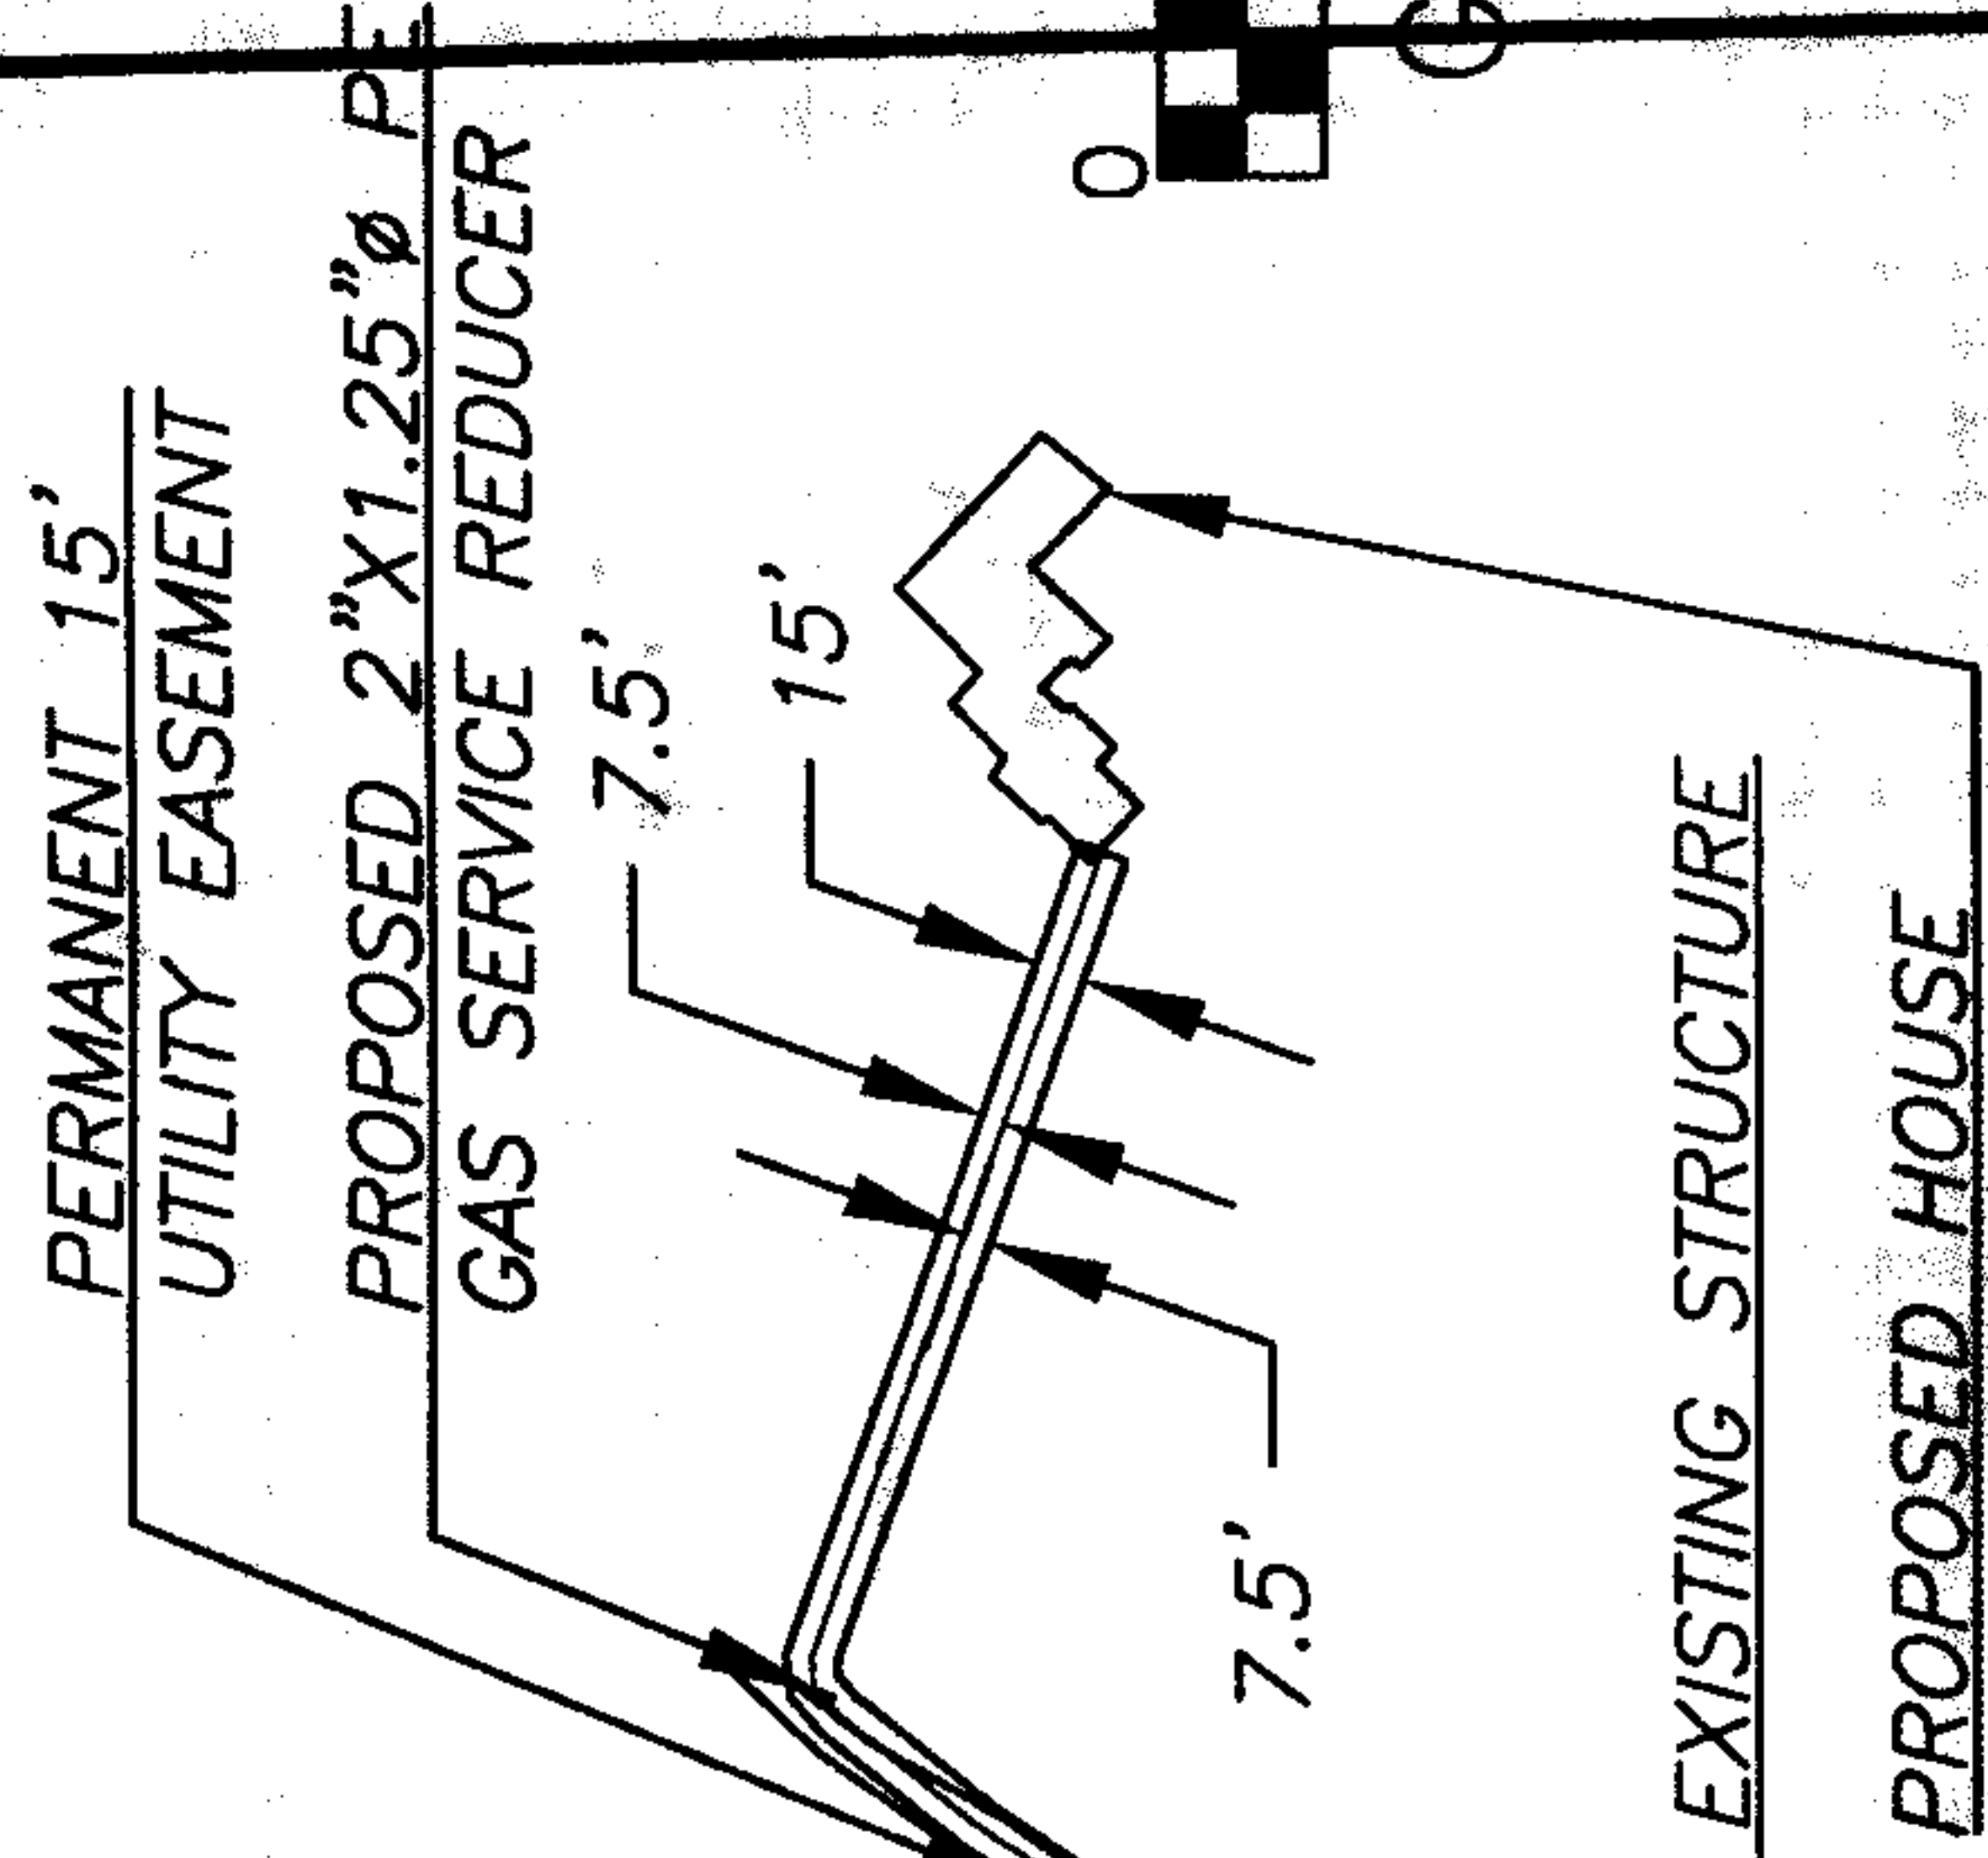 PERMANENT 15'
UTILITY EASEMENT
PROPOSED 2"X1.25"Ø PE
GAS SERVICE REDUCER
7.5'
15'
7.5'
0
EXISTING STRUCTURE
PROPOSED HOUSE